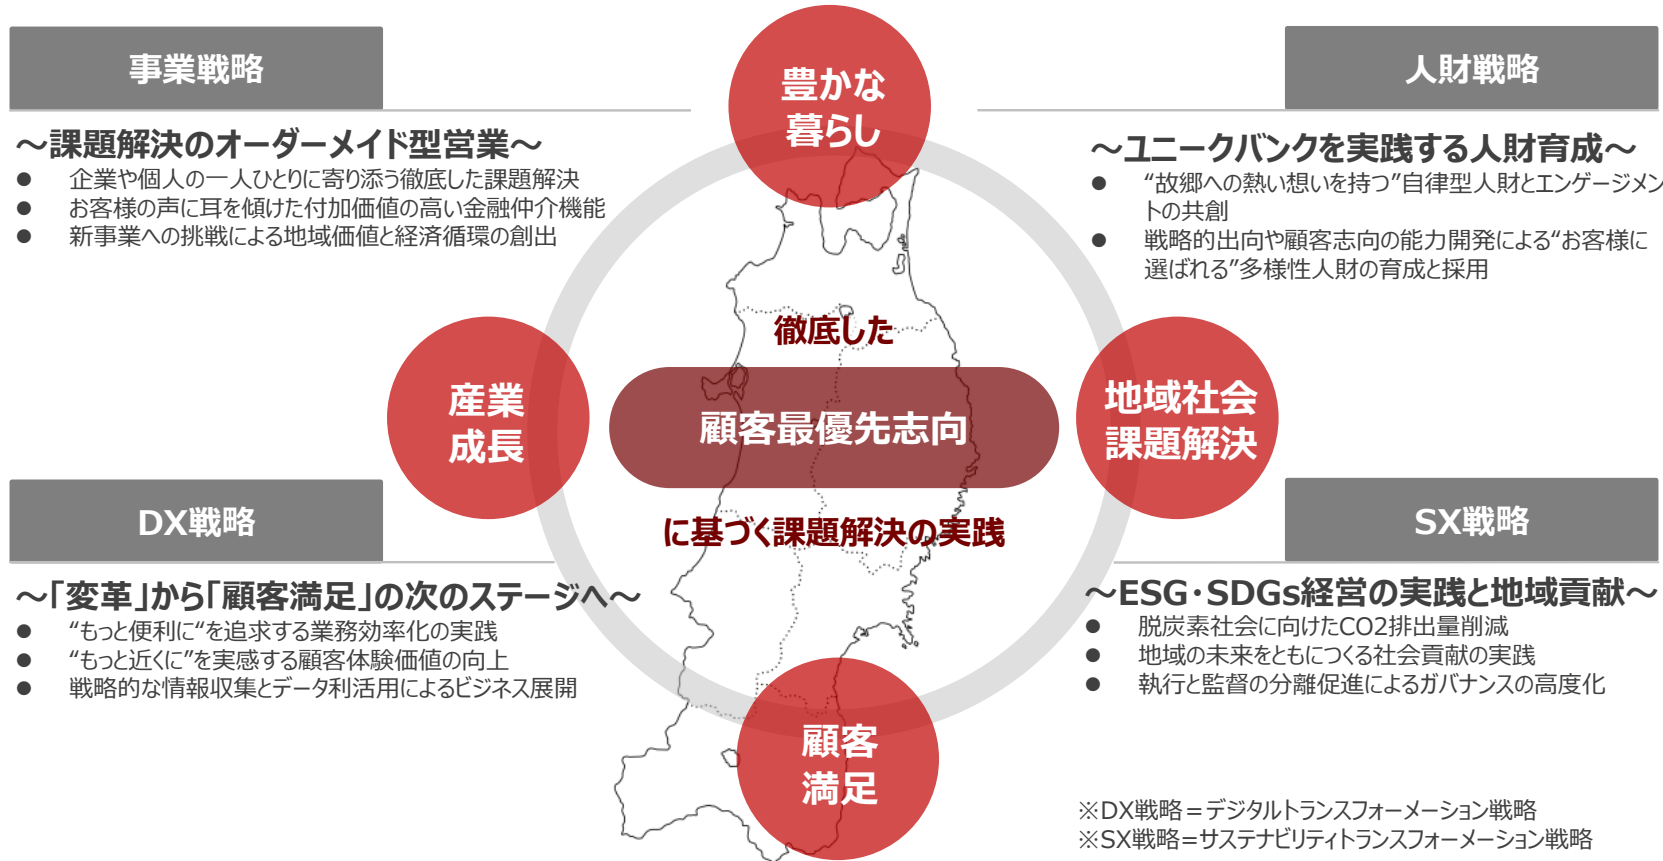 事業戦略
～課題解決のオーダーメイド型営業～
● 企業や個人の一人ひとりに寄り添う徹底した課題解決
● お客様の声に耳を傾けた付加価値の高い金融仲介機能
● 新事業への挑戦による地域価値と経済循環の創出
豊かな
暮らし
人財戦略
～ユニークバンクを実践する人財育成～
● “故郷への熱い想いを持つ”自律型人財とエンゲージメン
トの共創
● 戦略的出向や顧客志向の能力開発による“お客様に
選ばれる”多様性人財の育成と採用
産業
成長
徹底した
顧客最優先志向
に基づく課題解決の実践
地域社会
課題解決
DX戦略
～「変革」から「顧客満足」の次のステージへ～
● “もっと便利に“を追求する業務効率化の実践
● “もっと近くに”を実感する顧客体験価値の向上
● 戦略的な情報収集とデータ利活用によるビジネス展開
顧客
満足
SX戦略
～ESG・SDGs経営の実践と地域貢献～
● 脱炭素社会に向けたCO2排出量削減
● 地域の未来をともにつくる社会貢献の実践
● 執行と監督の分離促進によるガバナンスの高度化
※DX戦略＝デジタルトランスフォーメーション戦略
※SX戦略＝サステナビリティトランスフォーメーション戦略